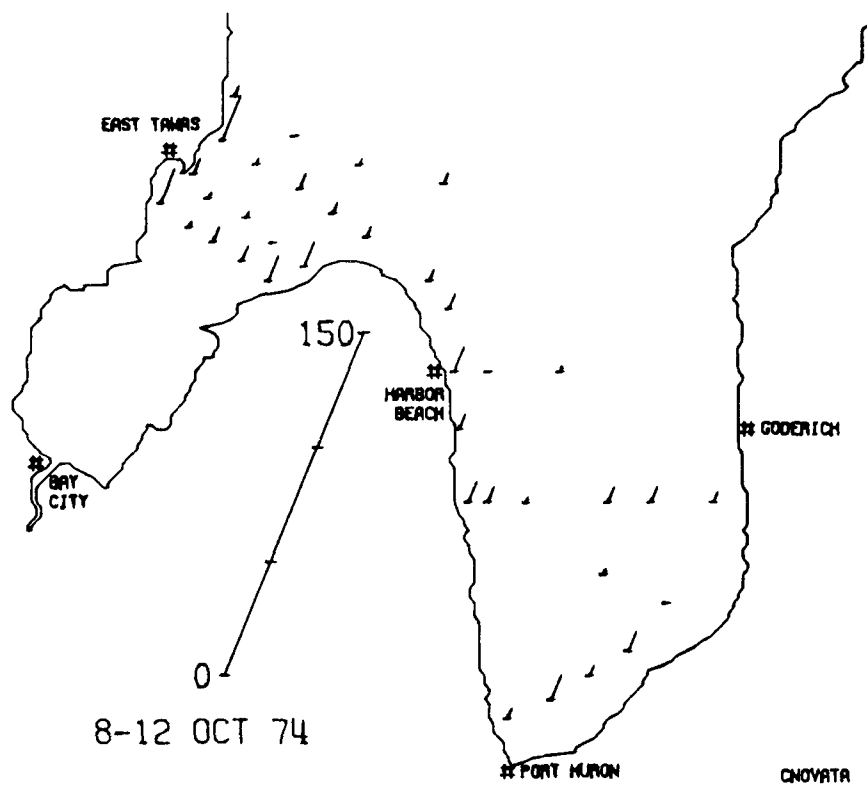 EAST TAWAS
#
150
#
HARBOR
BEACH
# GODERICH
#
BAY
CITY
0
8-12 OCT 74
# PORT HURON
CNOVATA